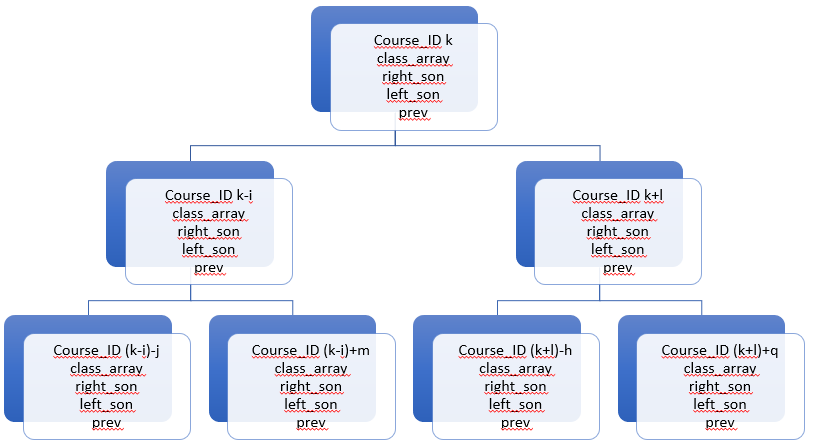 Course_ID k
class_array
right_son
left_son
prev
Course_ID k-i
class_array
right_son
left_son
prev
Course_ID k+l
class_array
right_son
left_son
prev
Course_ID (k-i)-j
class_array
right_son
left_son
prev
Course_ID (k-i)+m
class_array
right_son
left_son
prev
Course_ID (k+l)-h
class_array
right_son
left_son
prev
Course_ID (k+l)+q
class_array
right_son
left_son
prev